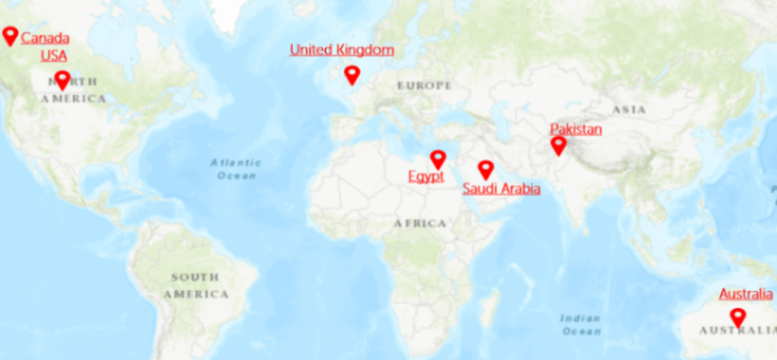 Canada
USA
NORTH
AMERICA
United Kingdom
EUROPE
ASIA
Pakistan
Atlantic
Ocean
Egypt
Saudi Arabia
AFRICA
SOUTH
AMERICA
Indian
Ocean
Australia
AUSTRALIA